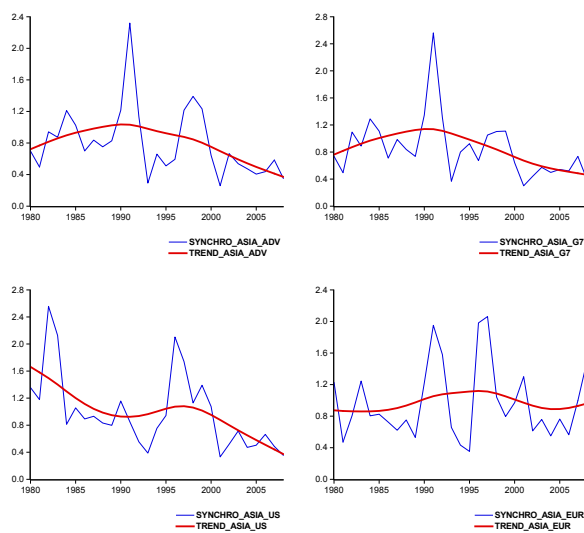 2.4
2.0
1.6
1.2
0.8
0.4
0.0
1980 1985 1990 1995 2000 2005
SYNCHRO_ASIA_ADV
TREND_ASIA_ADV
2.8
2.4
2.0
1.6
1.2
0.8
0.4
0.0
1980 1985 1990 1995 2000 2005
SYNCHRO_ASIA_G7
TREND_ASIA_G7
2.8
2.4
2.0
1.6
1.2
0.8
0.4
0.0
1980 1985 1990 1995 2000 2005
SYNCHRO_ASIA_US
TREND_ASIA_US
2.4
2.0
1.6
1.2
0.8
0.4
0.0
1980 1985 1990 1995 2000 2005
SYNCHRO_ASIA_EUR
TREND_ASIA_EUR